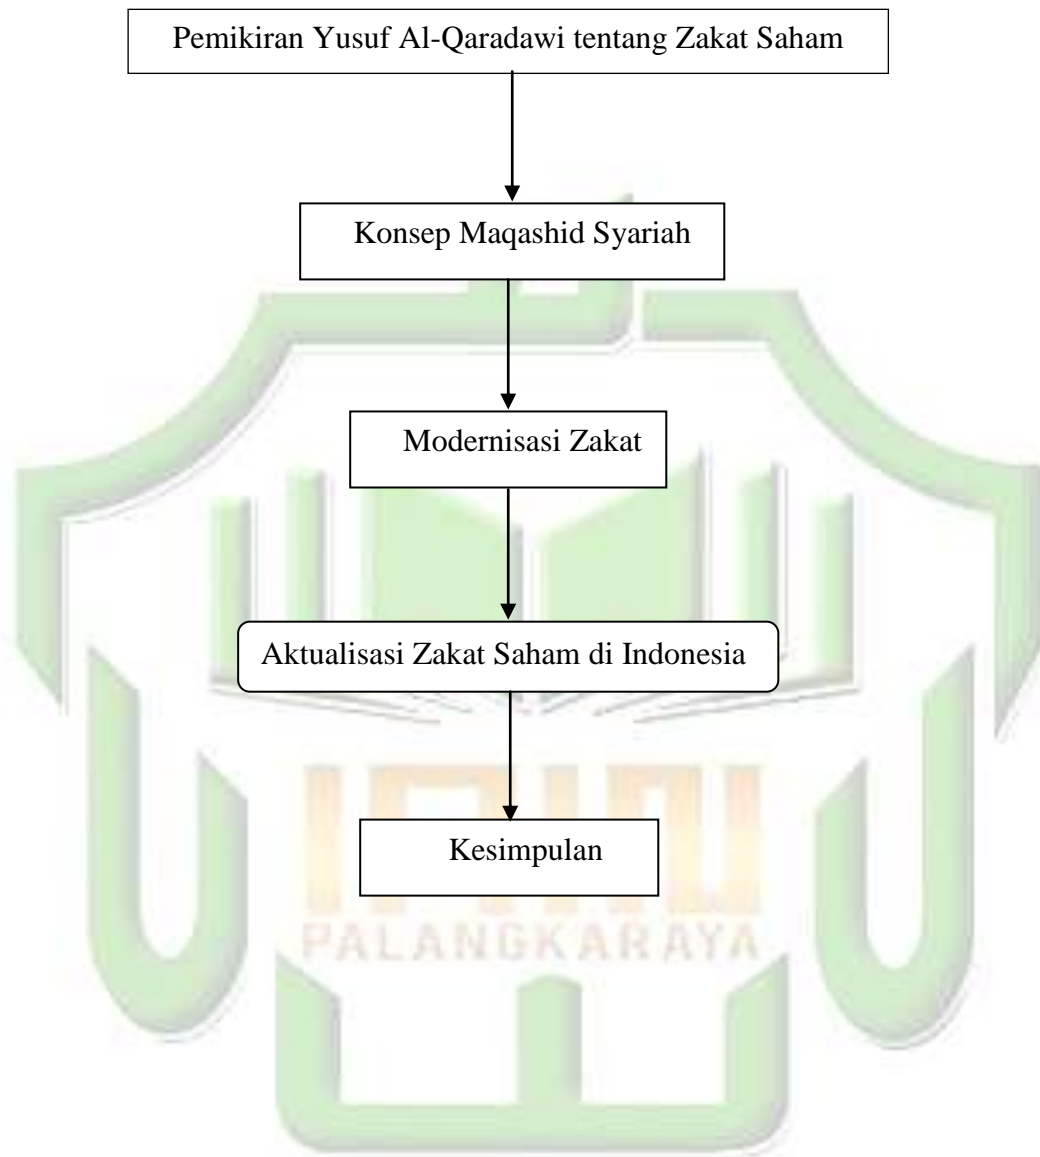 Pemikiran Yusuf Al-Qaradawi tentang Zakat Saham
Konsep Maqashid Syariah
Modernisasi Zakat
Aktualisasi Zakat Saham di Indonesia
Kesimpulan
PALANGKARAYA